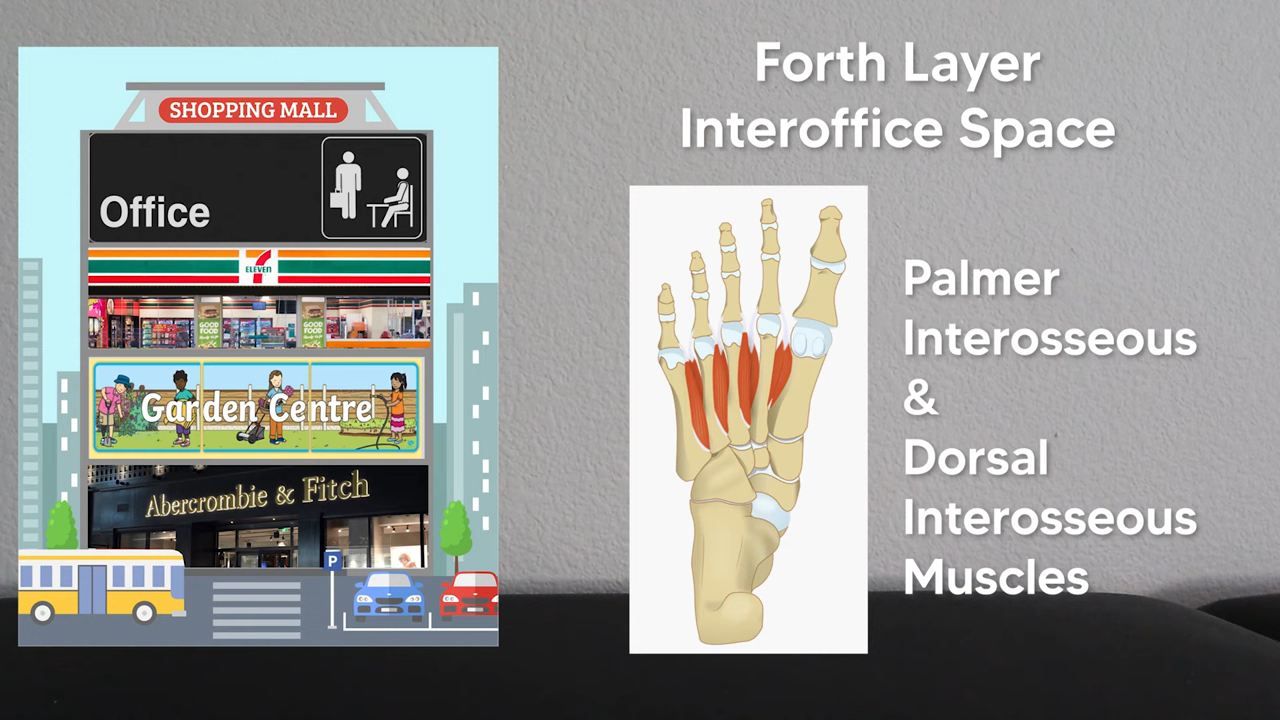 SHOPPING MALL
Office
7
ELEVEN
GOOD
FOOD
GOOD
FOOD
Garden Centre
Abercrombie & Fitch
P
Forth Layer
Interoffice Space
Palmer
Interosseous
&
Dorsal
Interosseous
Muscles